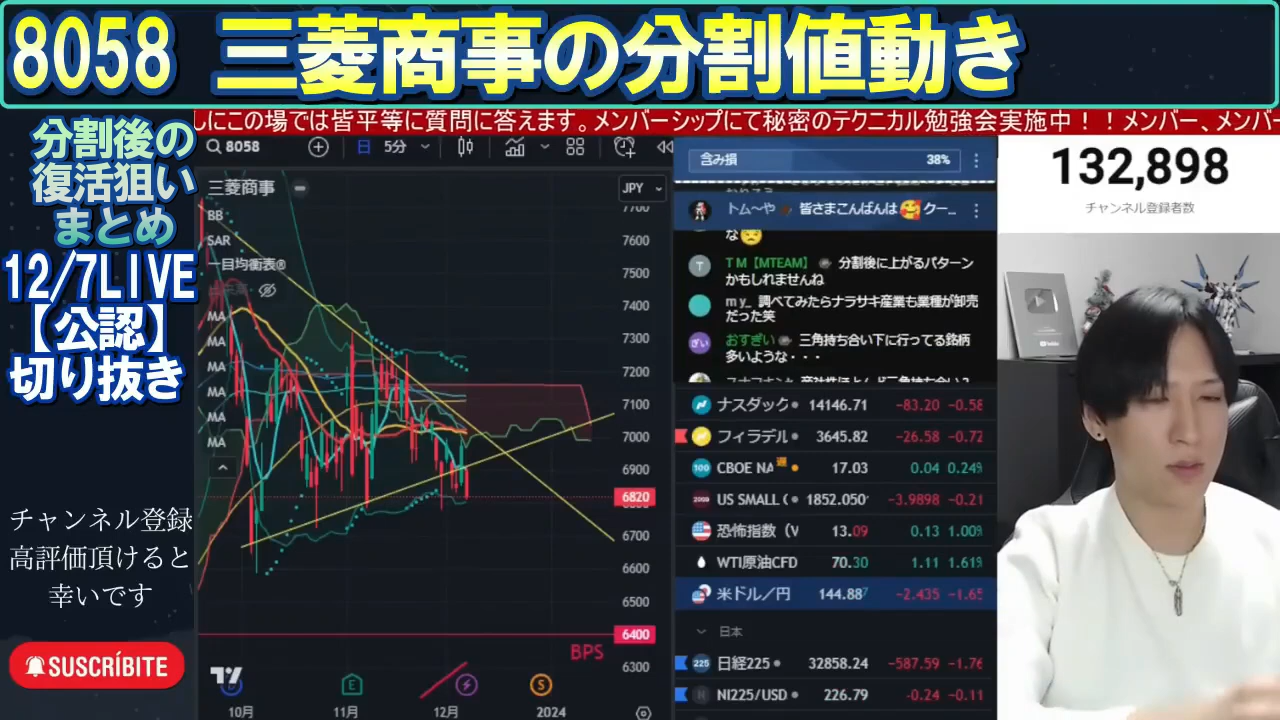 8058 三菱商事の分割値動き
しにこの場では皆平等に質問に答えます。メンバーシップにて秘密のテクニカル勉強会実施中！！メンバー、メンバー
分割後の
復活狙い
まとめ
12/7LIVE
【公認】
切り抜き
チャンネル登録
高評価頂けると
幸いです
SUSCRÍBITE
8058
日 5分
三菱商事
JPY
BB
SAR
一目均衡表
MA
MA
MA
MA
MA
MA
7700
7600
7500
7400
7300
7200
7100
7000
6900
6820
6700
6600
6500
6400
BPS
6300
10月 11月 12月 2024
含み損 38%
トム〜や 皆さまこんばんは🥰クー...
な😟
T M【MTEAM】 分割後に上がるパターンかもしれませんね
my_ 調べてみたらナラサキ産業も業種が卸売だった笑
おすぎい 三角持ち合い下に行ってる銘柄多いような・・・
ナスダック 14146.71 -83.20 -0.58
フィラデル 3645.82 -26.58 -0.72
CBOE NA 17.03 0.04 0.24%
US SMALL C 1852.050 -3.9898 -0.21
恐怖指数（V 13.09 0.13 1.00%
WTI原油CFD 70.30 1.11 1.61%
米ドル／円 144.887 -2.435 -1.65
日本
日経225 32858.24 -587.59 -1.76
NI225/USD 226.79 -0.24 -0.11
132,898
チャンネル登録者数